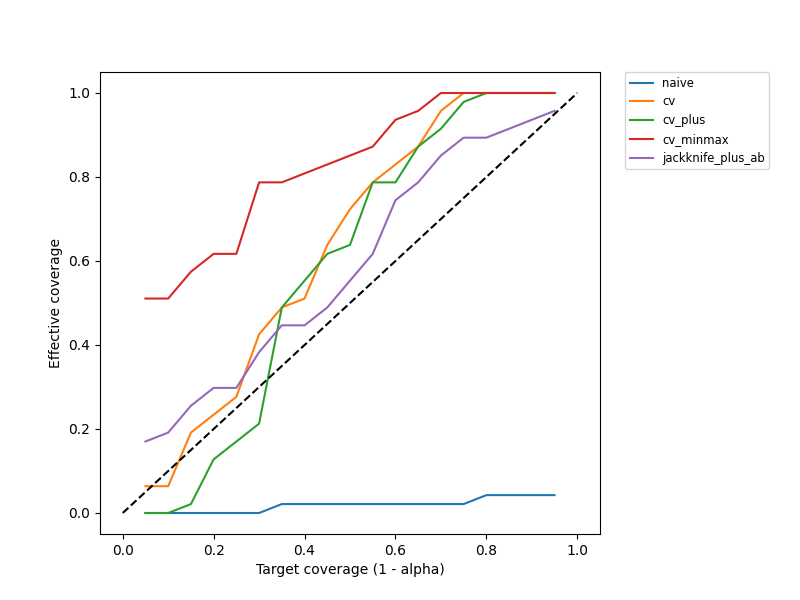 naive
cv
cv_plus
cv_minmax
jackknife_plus_ab
1.0
0.8
0.6
0.4
0.2
0.0
Effective coverage
0.0 0.2 0.4 0.6 0.8 1.0
Target coverage (1 - alpha)